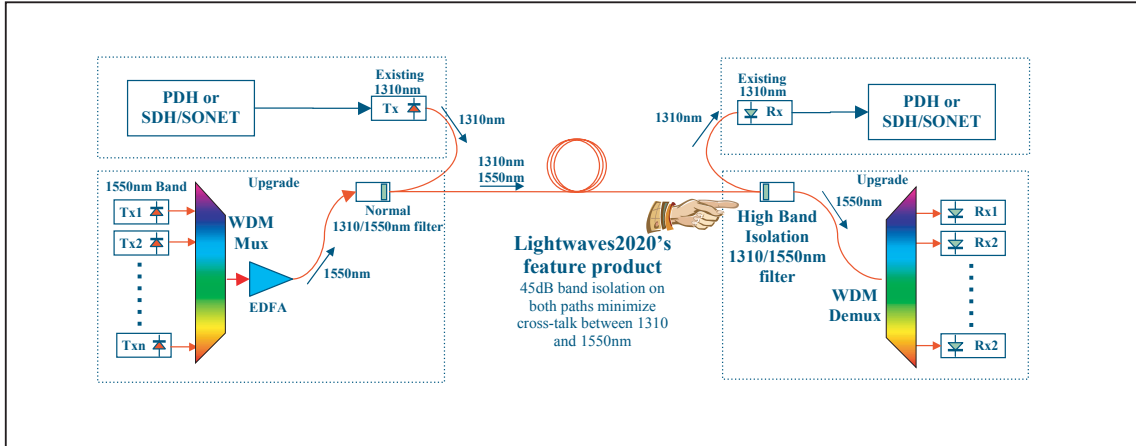 Existing
1310nm
PDH or
SDH/SONET
Tx
1310nm
1550nm Band
Upgrade
Tx1
Tx2
Txn
WDM
Mux
EDFA
1550nm
Normal
1310/1550nm filter
1310nm
1550nm
Lightwaves2020's
feature product
45dB band isolation on
both paths minimize
cross-talk between 1310
and 1550nm
Existing
1310nm
Rx
PDH or
SDH/SONET
1310nm
High Band
Isolation
1310/1550nm
filter
Upgrade
1550nm
WDM
Demux
Rx1
Rx2
Rx2